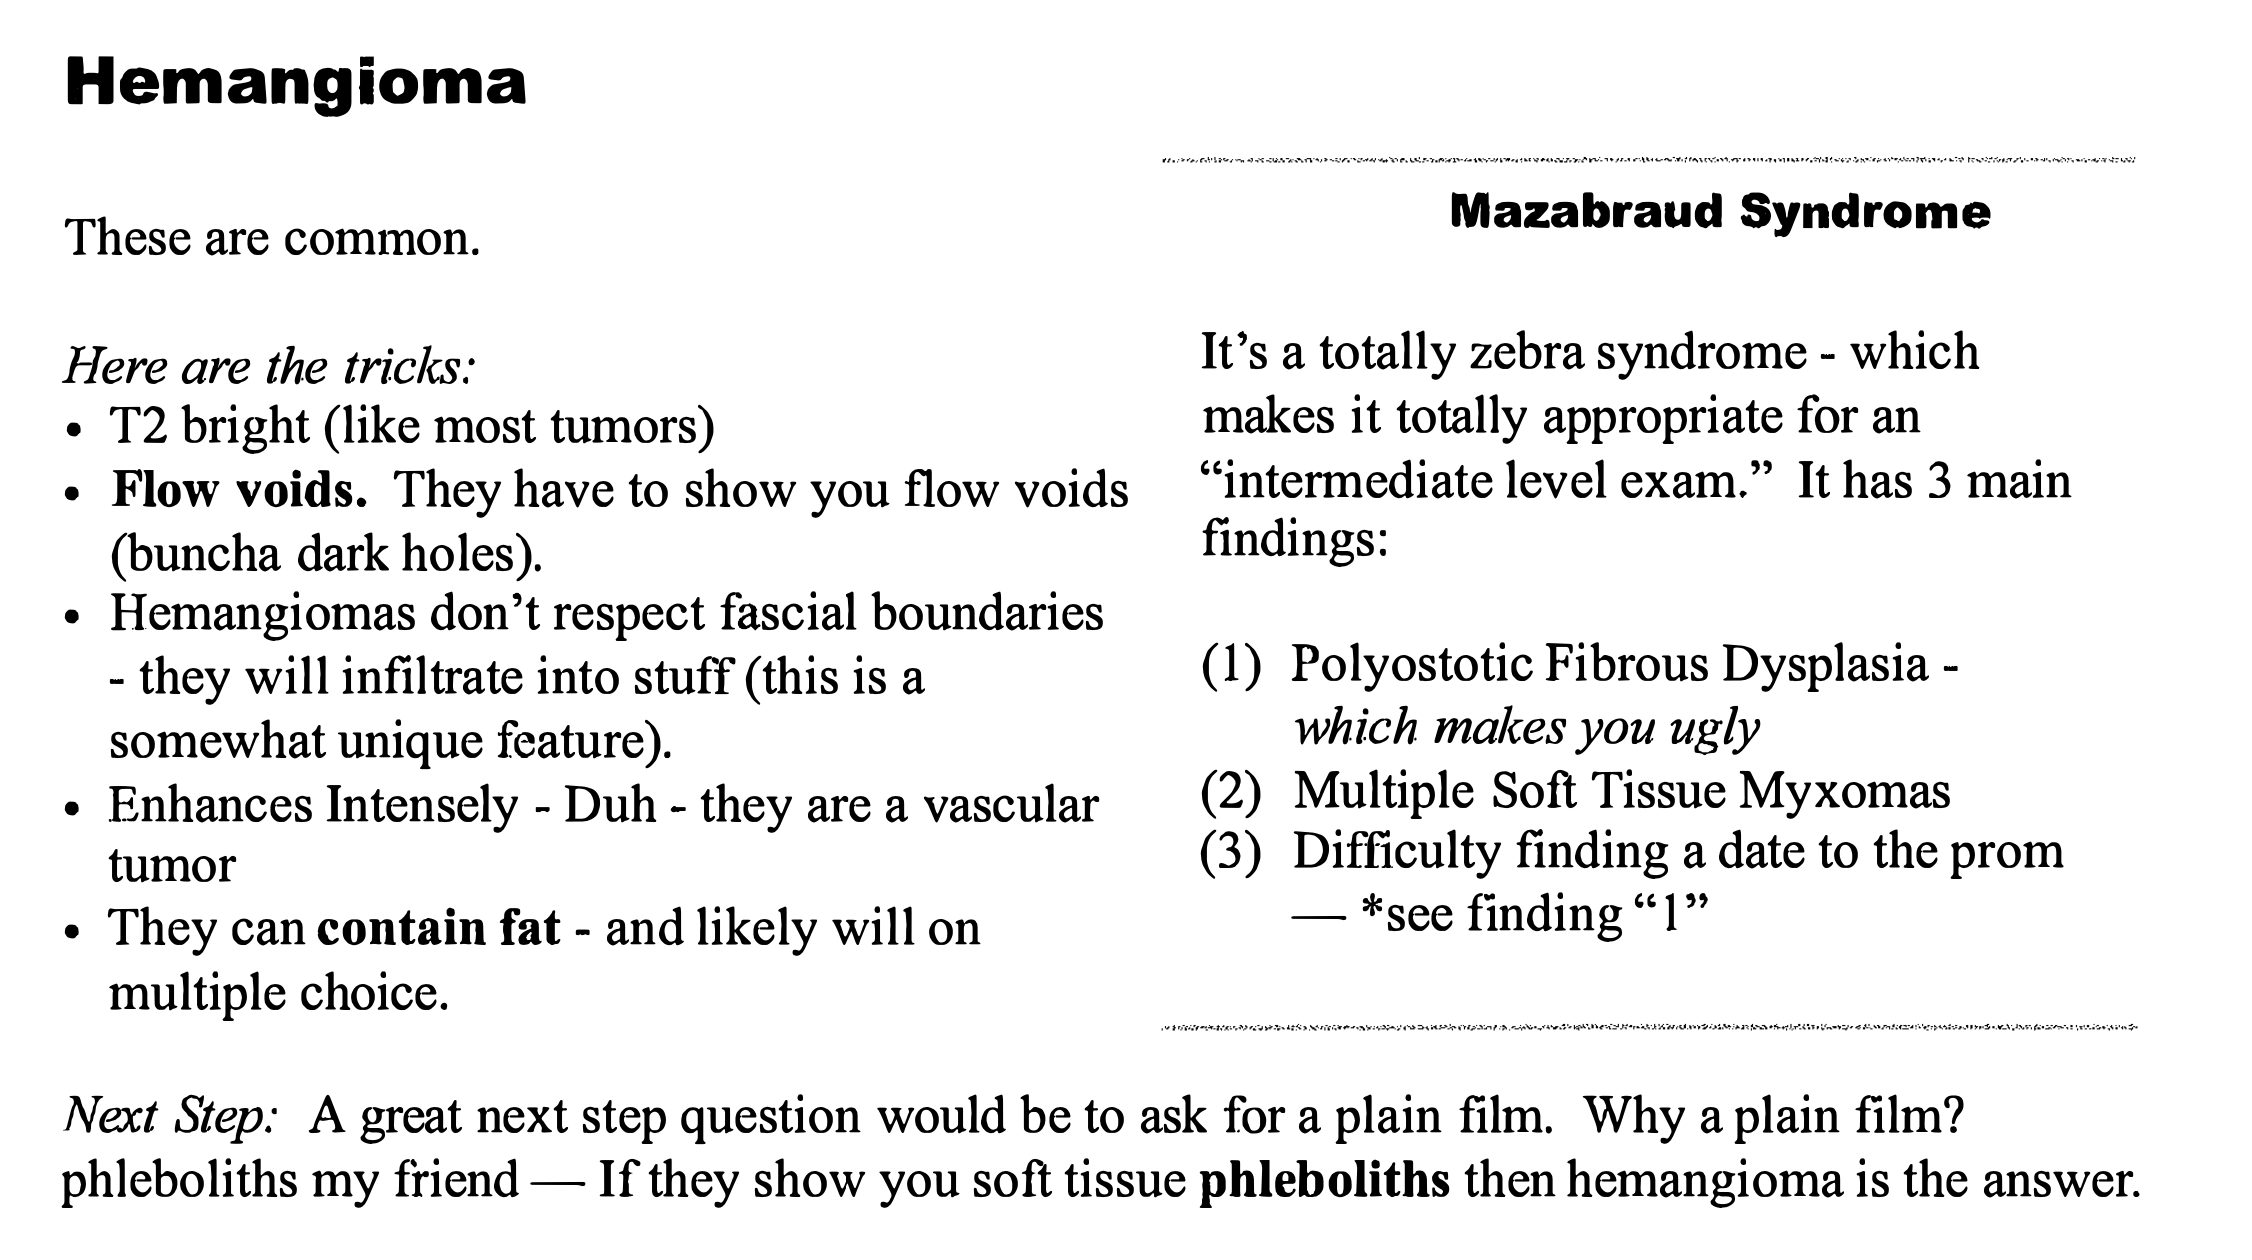 Hemangioma
These are common.
Here are the tricks:
• T2 bright (like most tumors)
• Flow voids. They have to show you flow voids
(buncha dark holes).
• Hemangiomas don’t respect fascial boundaries
- they will infiltrate into stuff (this is a
somewhat unique feature).
• Enhances Intensely - Duh - they are a vascular
tumor
• They can contain fat - and likely will on
multiple choice.
Mazabraud Syndrome
It’s a totally zebra syndrome - which
makes it totally appropriate for an
“intermediate level exam.” It has 3 main
findings:
(1) Polyostotic Fibrous Dysplasia -
which makes you ugly
(2) Multiple Soft Tissue Myxomas
(3) Difficulty finding a date to the prom
— *see finding “1”
Next Step: A great next step question would be to ask for a plain film. Why a plain film?
phleboliths my friend — If they show you soft tissue phleboliths then hemangioma is the answer.